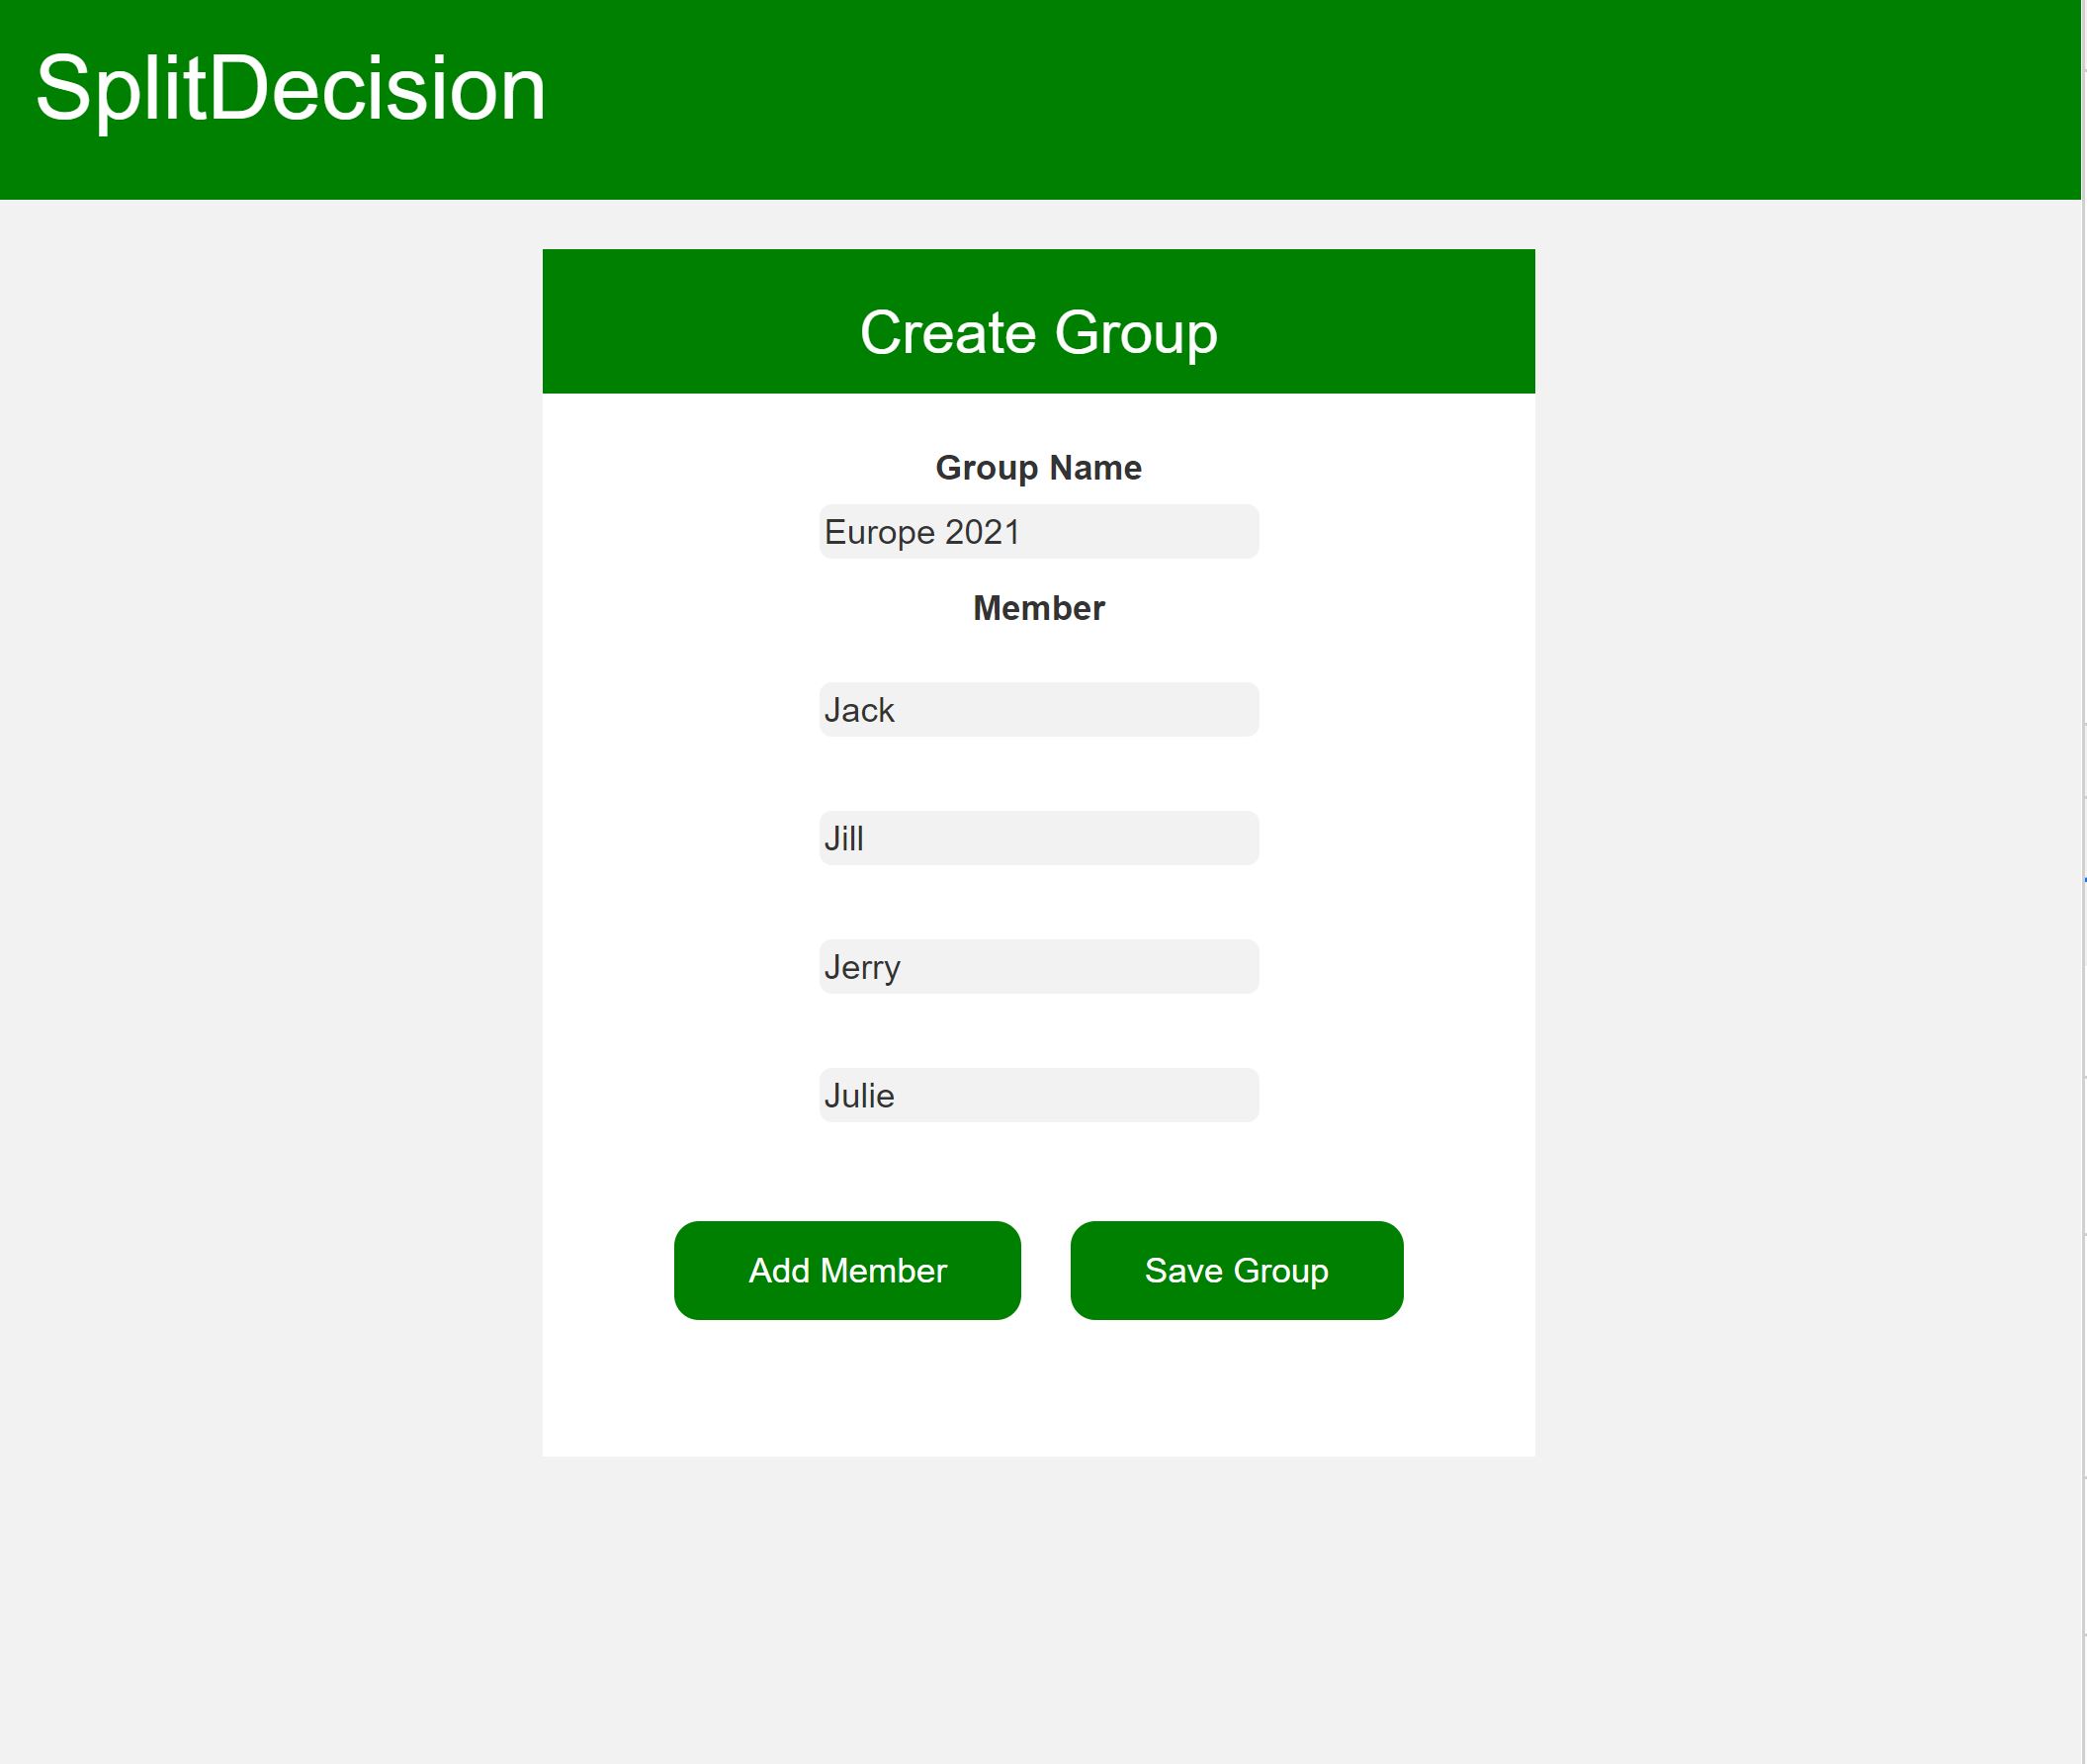 SplitDecision
Create Group
Group Name
Europe 2021
Member
Jack
Jill
Jerry
Julie
Add Member
Save Group